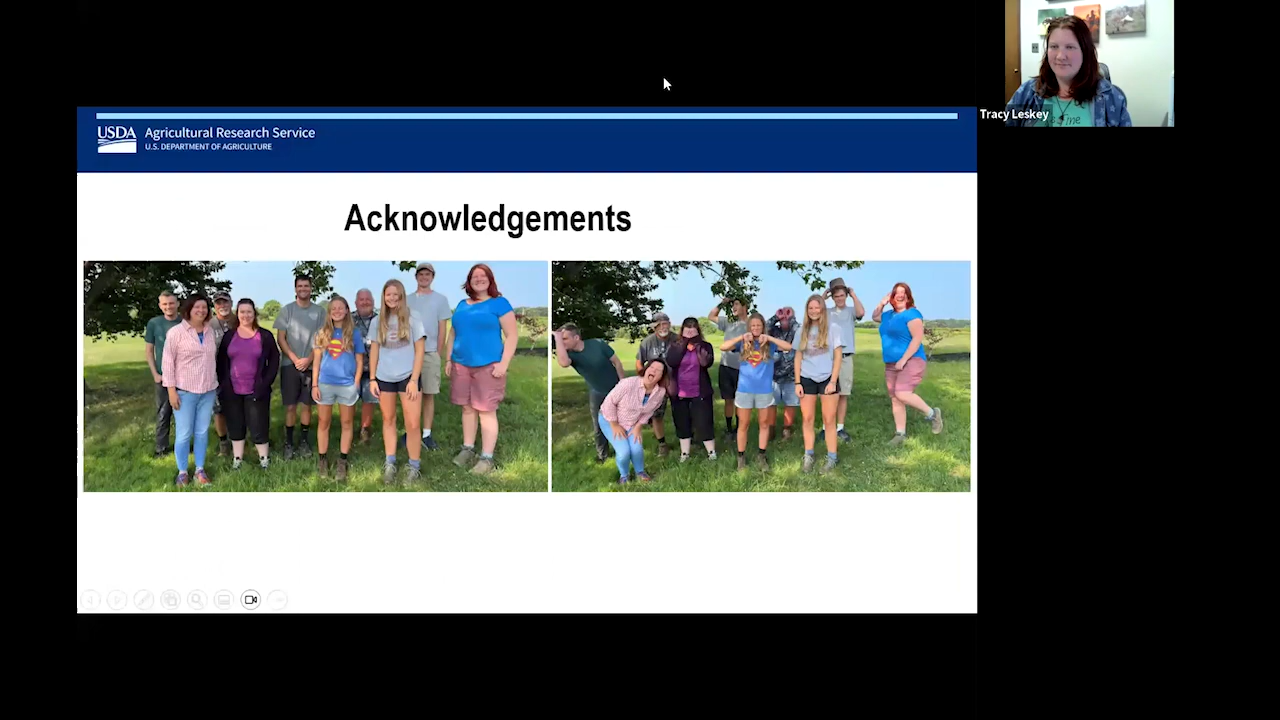 USDA
Agricultural Research Service
U.S. DEPARTMENT OF AGRICULTURE
Acknowledgements
Tracy Leskey